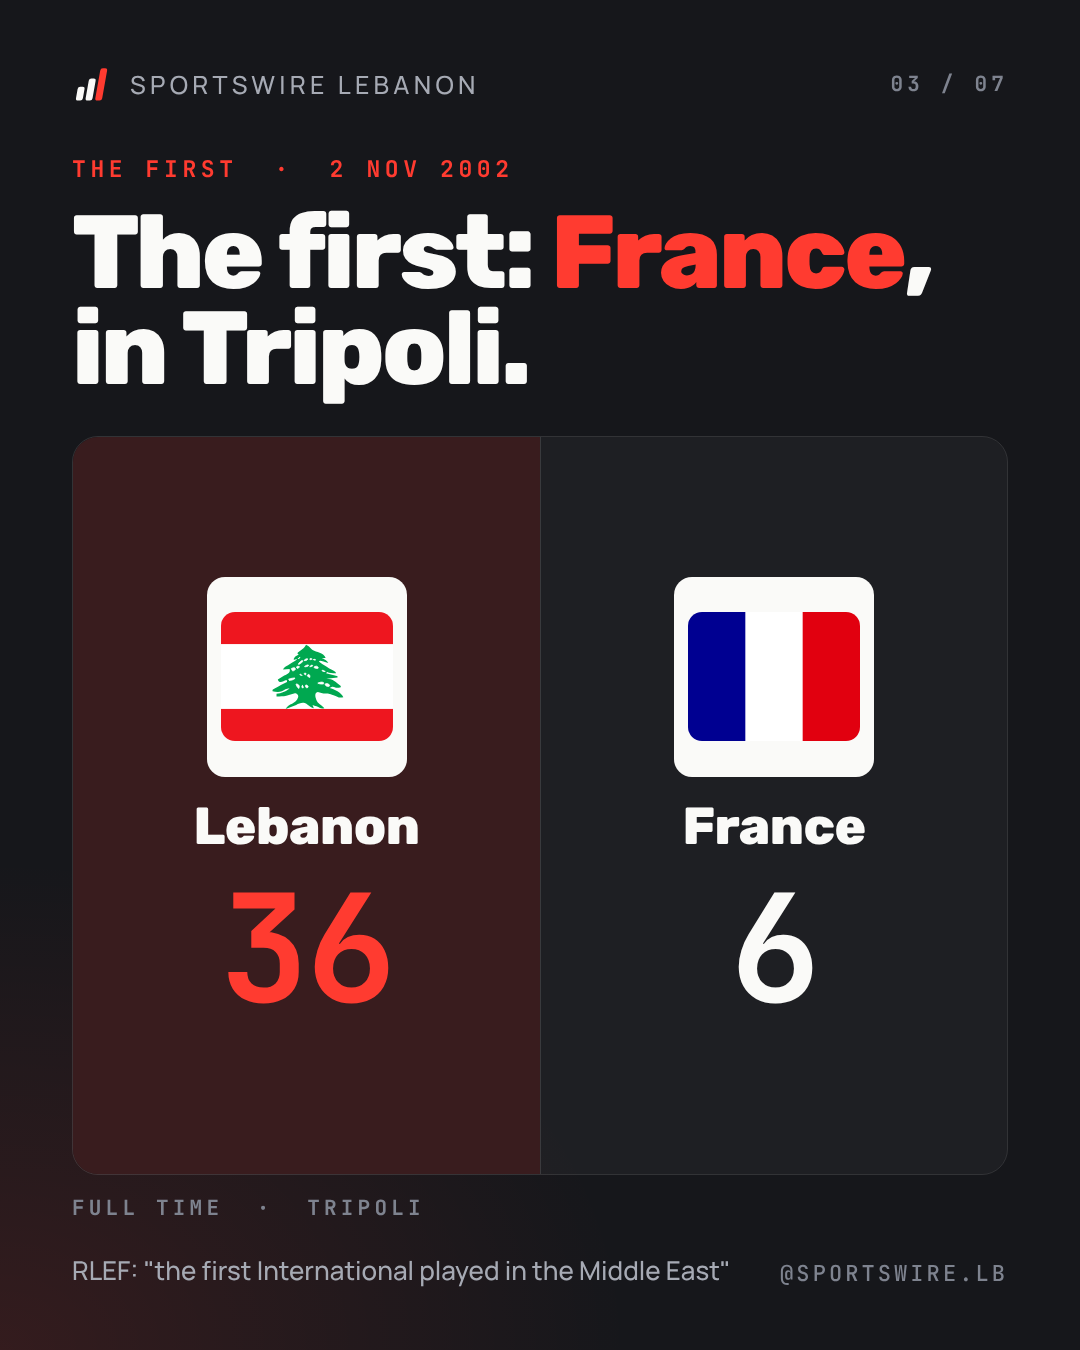 SPORTSWIRE LEBANON
03 / 07
THE FIRST · 2 NOV 2002
The first: France,
in Tripoli.
Lebanon
36
France
6
FULL TIME · TRIPOLI
RLEF: "the first International played in the Middle East"
@SPORTSWIRE.LB